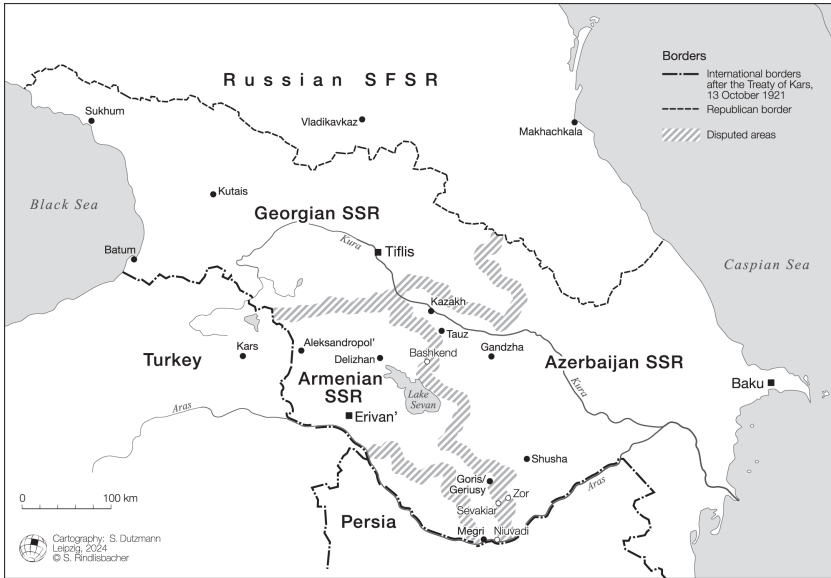 Russian SFSR
Borders
International borders
after the Treaty of Kars,
13 October 1921
Republican border
Disputed areas
Sukhum
Vladikavkaz
Makhachkala
Kutais
Black Sea
Georgian SSR
Kura
Tiflis
Batum
Caspian Sea
Kazakh
Tauz
Aleksandropol'
Kars
Delizhan
Bashkend
Gandzha
Turkey
Azerbaijan SSR
Armenian
SSR
Lake
Sevan
Kura
Baku
Aras
Erivan'
Shusha
Goris/
Geriusy
Zor
Aras
Sevakiar
0 100 km
Persia
Megri
Niuvadi
Cartography: S. Dutzmann
Leipzig, 2024
© S. Rindlisbacher